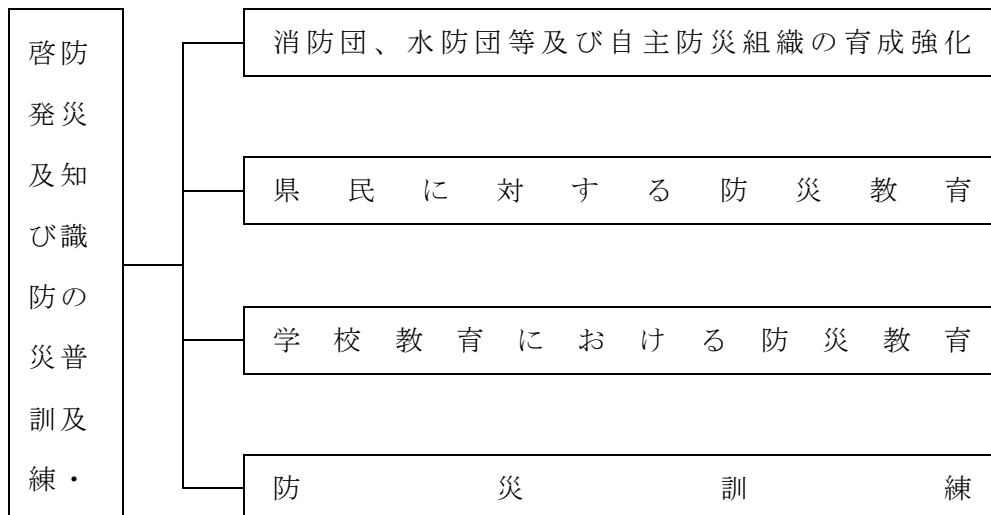 防災知識の普及・
啓発及び防災訓練
消防団、水防団等及び自主防災組織の育成強化
県民に対する防災教育
学校教育における防災教育
防災訓練